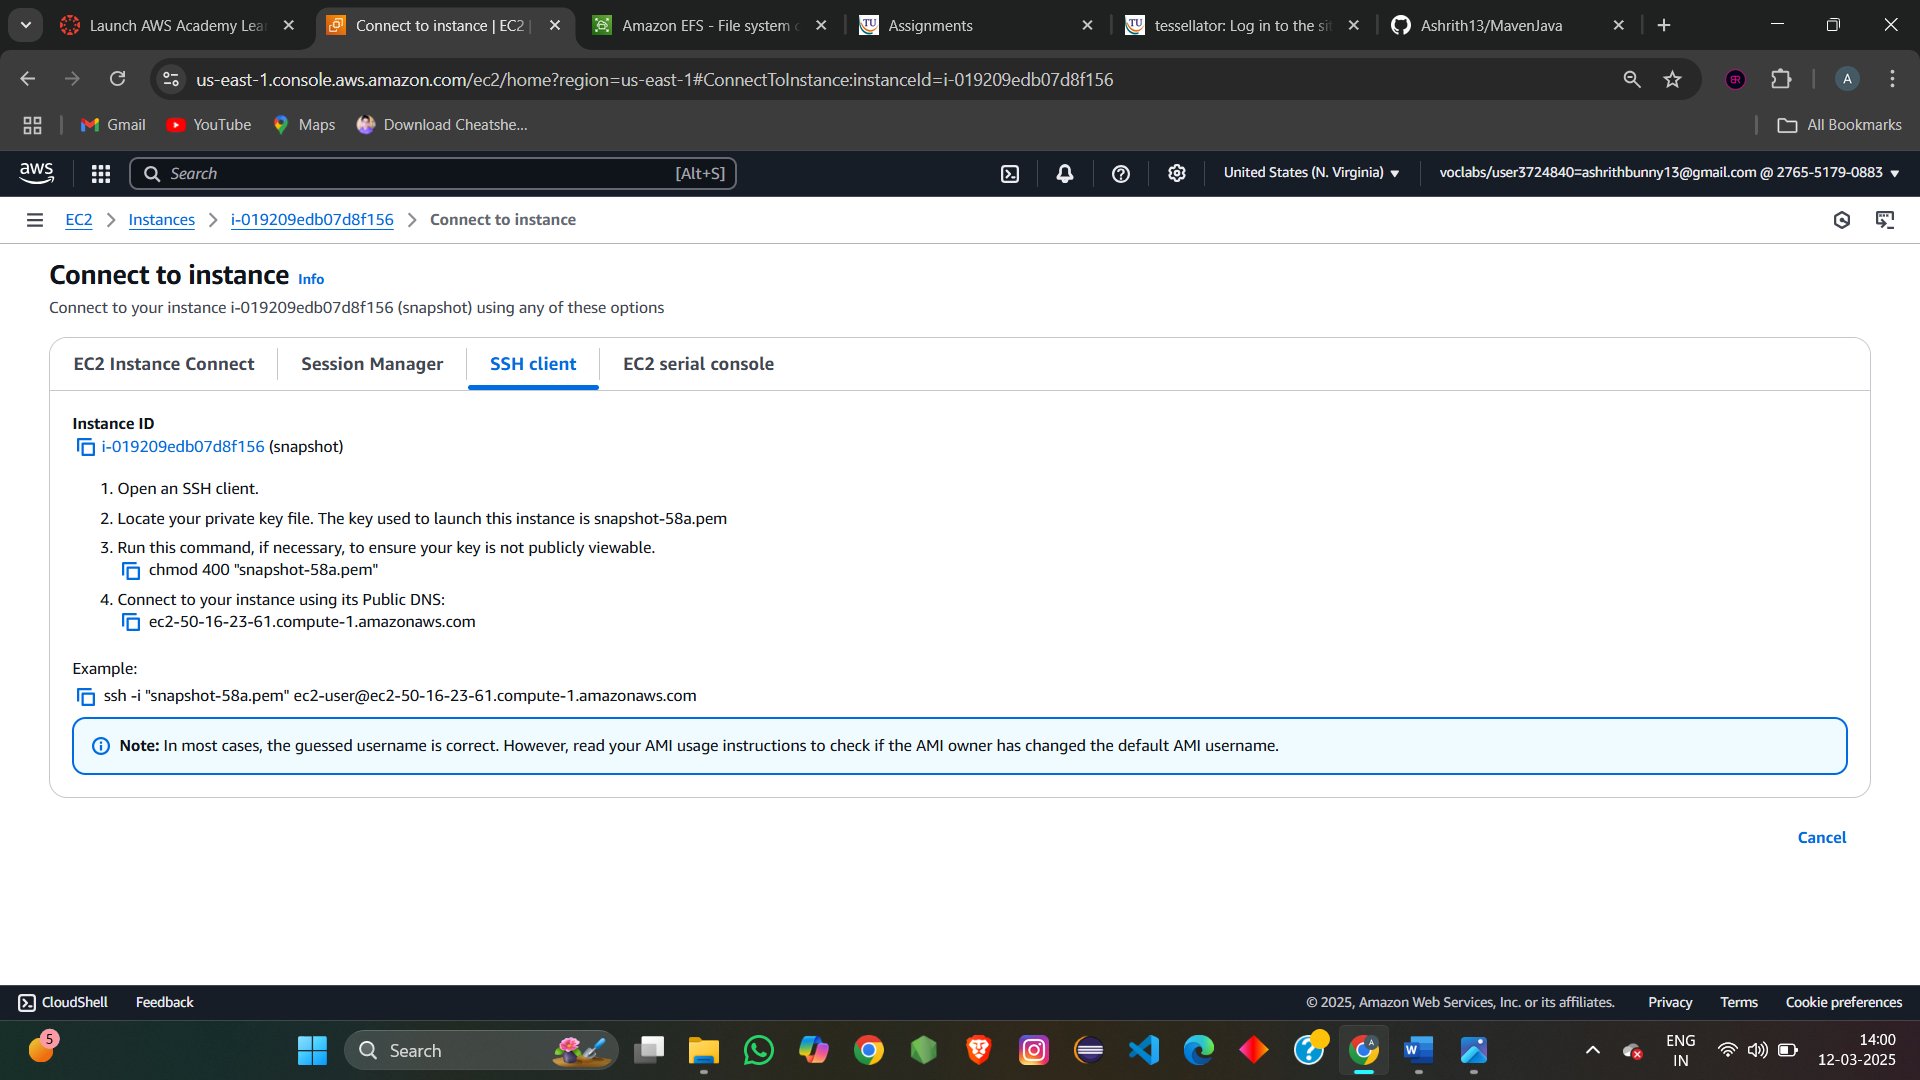 Launch AWS Academy Lea
Connect to instance | EC2 |
Amazon EFS - File system
Assignments
tessellator: Log in to the sit
Ashrith13/MavenJava
us-east-1.console.aws.amazon.com/ec2/home?region=us-east-1#ConnectToInstance:instanceId=i-019209edb07d8f156
A
Gmail
YouTube
Maps
Download Cheatshe...
All Bookmarks
aws
Search
[Alt+S]
United States (N. Virginia)
voclabs/user3724840=ashrithbunny13@gmail.com @ 2765-5179-0883
EC2
Instances
i-019209edb07d8f156
Connect to instance
Connect to instance Info
Connect to your instance i-019209edb07d8f156 (snapshot) using any of these options
EC2 Instance Connect
Session Manager
SSH client
EC2 serial console
Instance ID
i-019209edb07d8f156 (snapshot)
1. Open an SSH client.
2. Locate your private key file. The key used to launch this instance is snapshot-58a.pem
3. Run this command, if necessary, to ensure your key is not publicly viewable.
chmod 400 "snapshot-58a.pem"
4. Connect to your instance using its Public DNS:
ec2-50-16-23-61.compute-1.amazonaws.com
Example:
ssh -i "snapshot-58a.pem" ec2-user@ec2-50-16-23-61.compute-1.amazonaws.com
Note: In most cases, the guessed username is correct. However, read your AMI usage instructions to check if the AMI owner has changed the default AMI username.
Cancel
CloudShell
Feedback
© 2025, Amazon Web Services, Inc. or its affiliates.
Privacy
Terms
Cookie preferences
5
Search
ENG
IN
14:00
12-03-2025